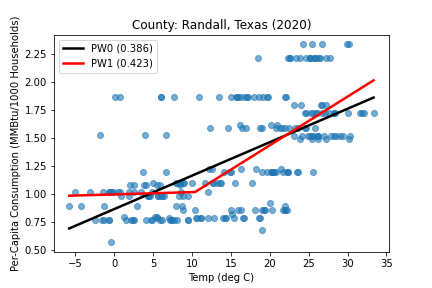 County: Randall, Texas (2020)
Per-Capita Consumption (MMBtu/1000 Households)
2.25
2.00
1.75
1.50
1.25
1.00
0.75
0.50
PW0 (0.386)
PW1 (0.423)
−5 0 5 10 15 20 25 30 35
Temp (deg C)